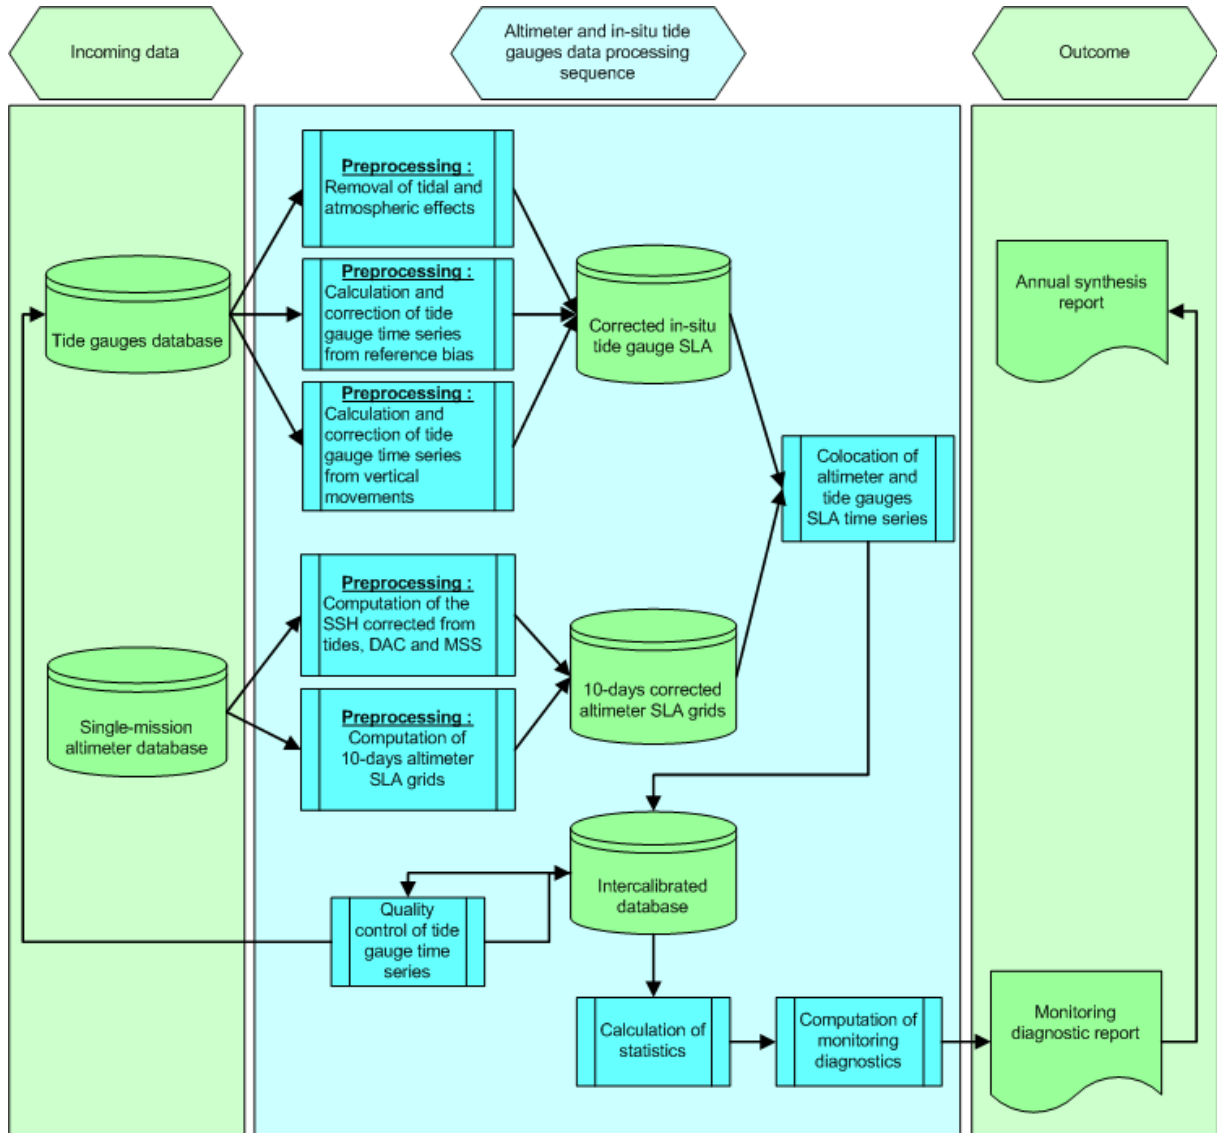 Incoming data
Altimeter and in-situ tide
gauges data processing
sequence
Outcome
Preprocessing :
Removal of tidal and
atmospheric effects
Preprocessing :
Calculation and
correction of tide
gauge time series
from reference bias
Preprocessing :
Calculation and
correction of tide
gauge time series
from vertical
movements
Tide gauges database
Corrected in-situ
tide gauge SLA
Annual synthesis
report
Colocation of
altimeter and
tide gauges
SLA time series
Preprocessing :
Computation of the
SSH corrected from
tides, DAC and MSS
Preprocessing :
Computation of
10-days altimeter
SLA grids
Single-mission
altimeter database
10-days corrected
altimeter SLA grids
Intercalibrated
database
Quality
control of tide
gauge time
series
Calculation of
statistics
Computation of
monitoring
diagnostics
Monitoring
diagnostic report